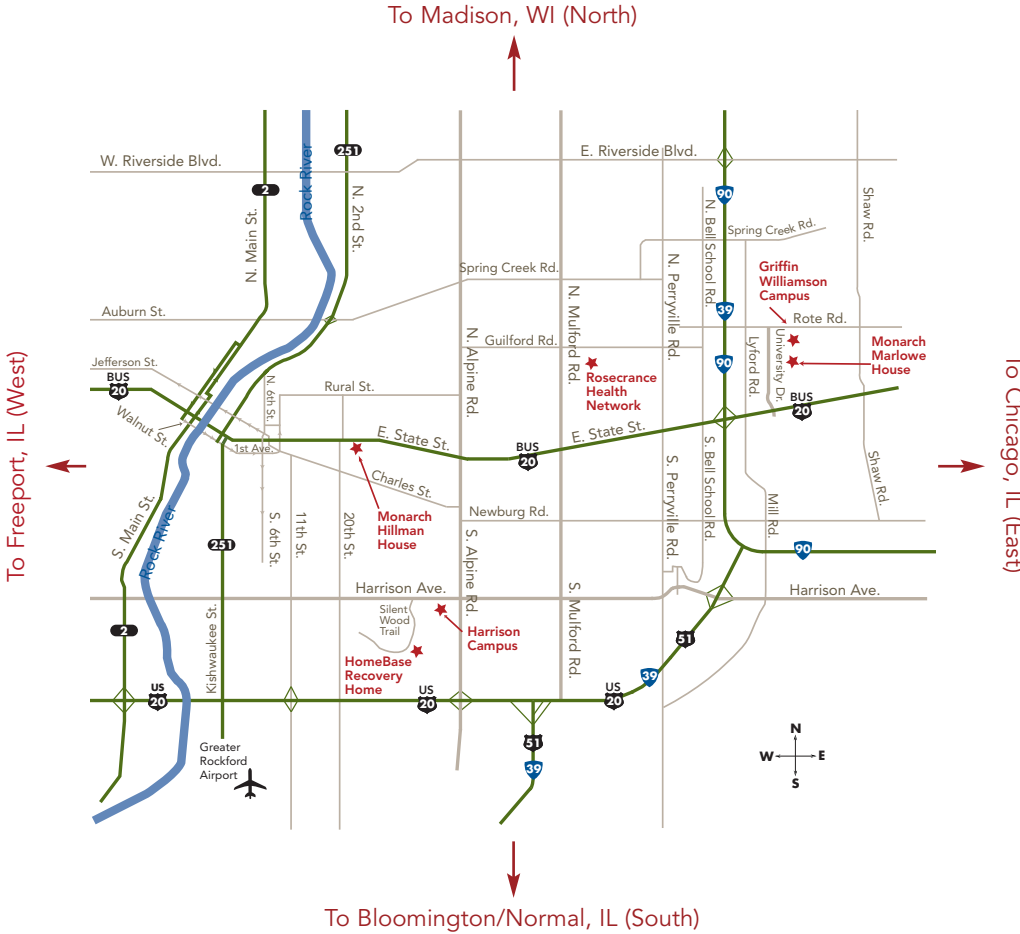 To Madison, WI (North)
W. Riverside Blvd.
E. Riverside Blvd.
251
2
90
Rock River
N. Main St.
N. 2nd St.
N. Bell School Rd.
Shaw Rd.
Spring Creek Rd.
Spring Creek Rd.
N. Perryville Rd.
Griffin
Williamson
Campus
N. Mulford Rd.
39
Auburn St.
Rote Rd.
N. Alpine Rd.
Guilford Rd.
Lyford Rd.
University Dr.
Monarch
Marlowe
House
Jefferson St.
90
Rosecrance
Health
Network
BUS
20
N. 6th St.
Rural St.
BUS
20
Walnut St.
1st Ave.
E. State St.
E. State St.
BUS
20
To Freeport, IL (West)
To Chicago, IL (East)
Charles St.
S. Bell School Rd.
S. Perryville Rd.
Shaw Rd.
S. Main St.
Rock River
S. 6th St.
11th St.
20th St.
Monarch
Hillman
House
Newburg Rd.
Mill Rd.
251
S. Alpine Rd.
90
Harrison Ave.
Harrison Ave.
S. Mulford Rd.
Silent
Wood
Trail
2
Kishwaukee St.
Harrison
Campus
51
HomeBase
Recovery
Home
39
US
20
US
20
US
20
51
39
Greater
Rockford
Airport
N
W
E
S
To Bloomington/Normal, IL (South)